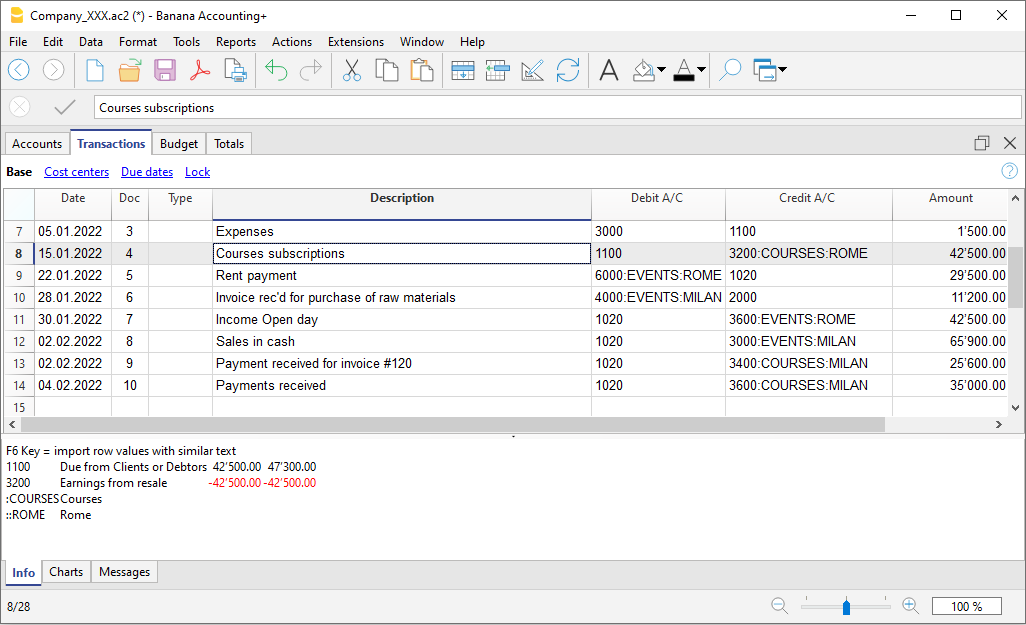 Company_XXX.ac2 (*) - Banana Accounting+
File Edit Data Format Tools Reports Actions Extensions Window Help
Courses subscriptions
Accounts Transactions Budget Totals
Base Cost centers Due dates Lock
Date Doc Type Description Debit A/C Credit A/C Amount
7 05.01.2022 3 Expenses 3000 1100 1'500.00
8 15.01.2022 4 Courses subscriptions 1100 3200:COURSES:ROME 42'500.00
9 22.01.2022 5 Rent payment 6000:EVENTS:ROME 1020 29'500.00
10 28.01.2022 6 Invoice rec'd for purchase of raw materials 4000:EVENTS:MILAN 2000 11'200.00
11 30.01.2022 7 Income Open day 1020 3600:EVENTS:ROME 42'500.00
12 02.02.2022 8 Sales in cash 1020 3000:EVENTS:MILAN 65'900.00
13 02.02.2022 9 Payment received for invoice #120 1020 3400:COURSES:MILAN 25'600.00
14 04.02.2022 10 Payments received 1020 3600:COURSES:MILAN 35'000.00
15
F6 Key = import row values with similar text
1100 Due from Clients or Debtors 42'500.00 47'300.00
3200 Earnings from resale -42'500.00 -42'500.00
:COURSES Courses
::ROME Rome
Info Charts Messages
8/28 100 %